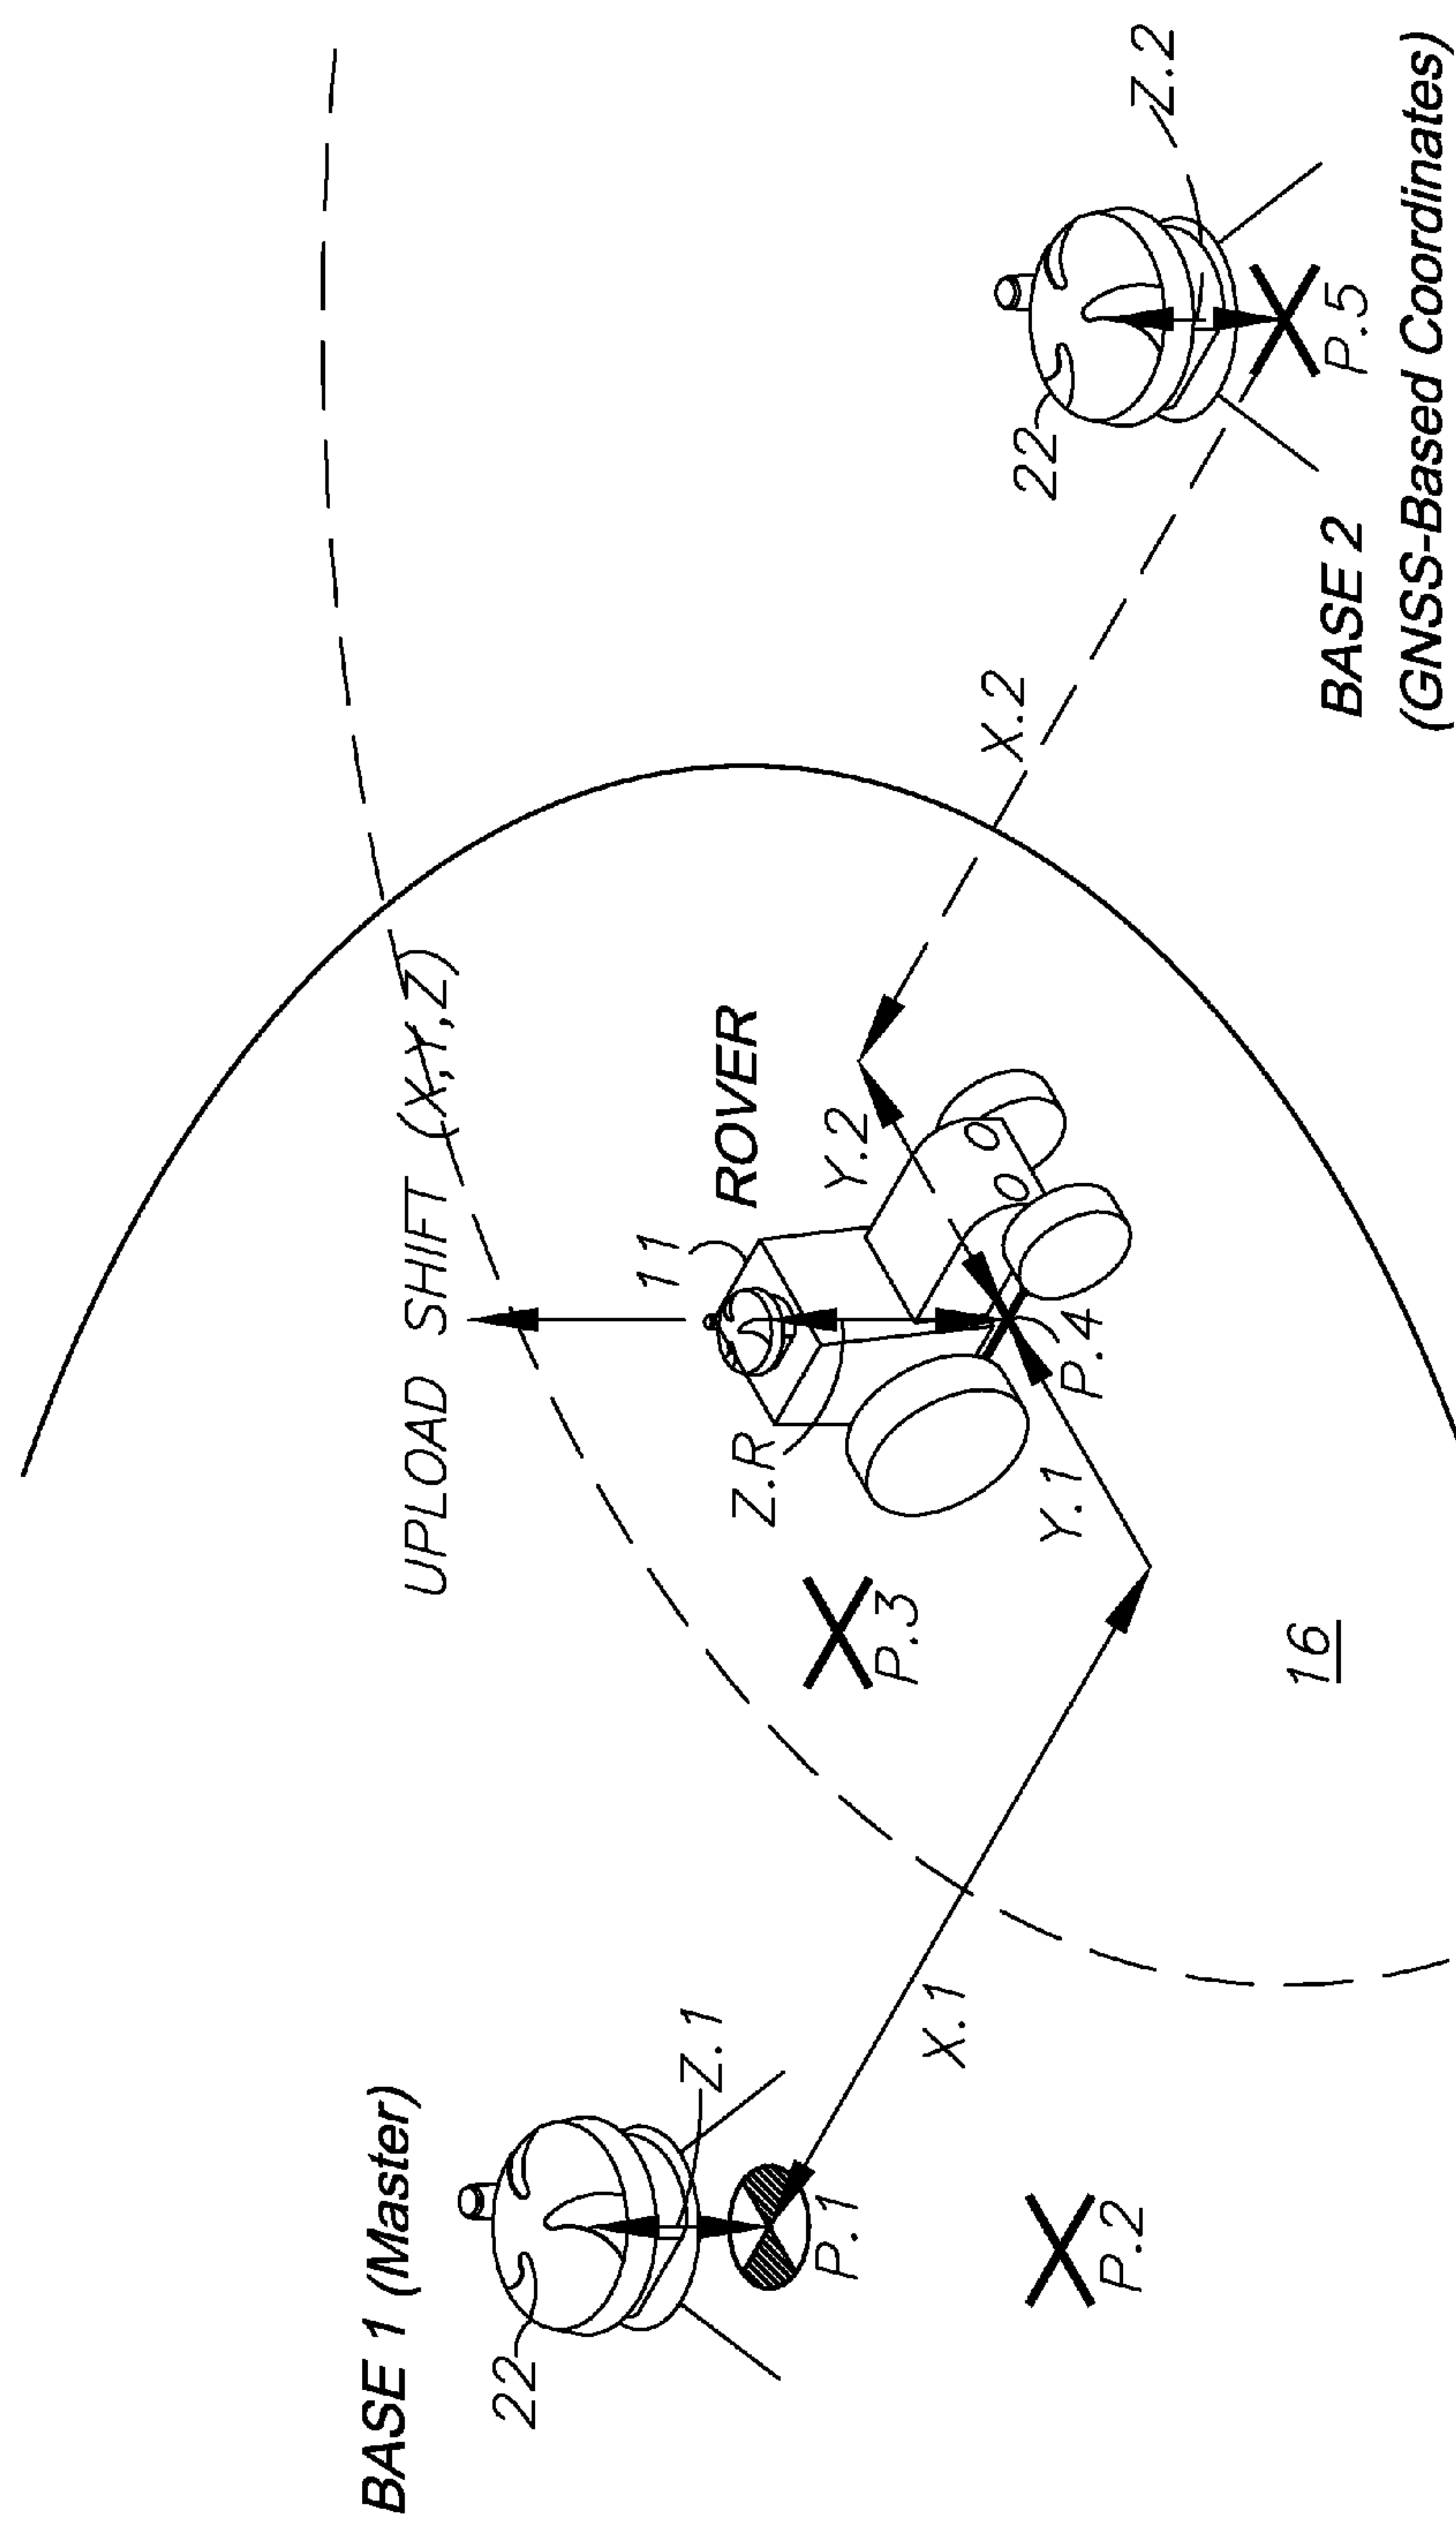 BASE 1 (Master)
22
Z.1
P.1
P.2
X.1
UPLOAD SHIFT (X,Y,Z)
11
ROVER
Z.R
P.3
Y.1
P.4
Y.2
16
X.2
22
Z.2
P.5
BASE 2
(GNSS-Based Coordinates)